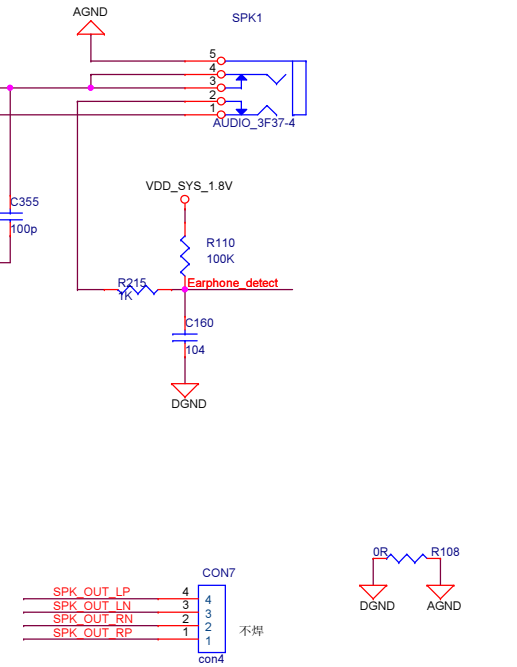 AGND
SPK1
5
4
3
2
1
AUDIO_3F37-4
VDD_SYS_1.8V
C355
100p
R110
100K
R215
1K
Earphone_detect
C160
104
DGND
0R
R108
DGND
AGND
CON7
SPK_OUT_LP 4 4
SPK_OUT_LN 3 3
SPK_OUT_RN 2 2
SPK_OUT_RP 1 1
不焊
con4